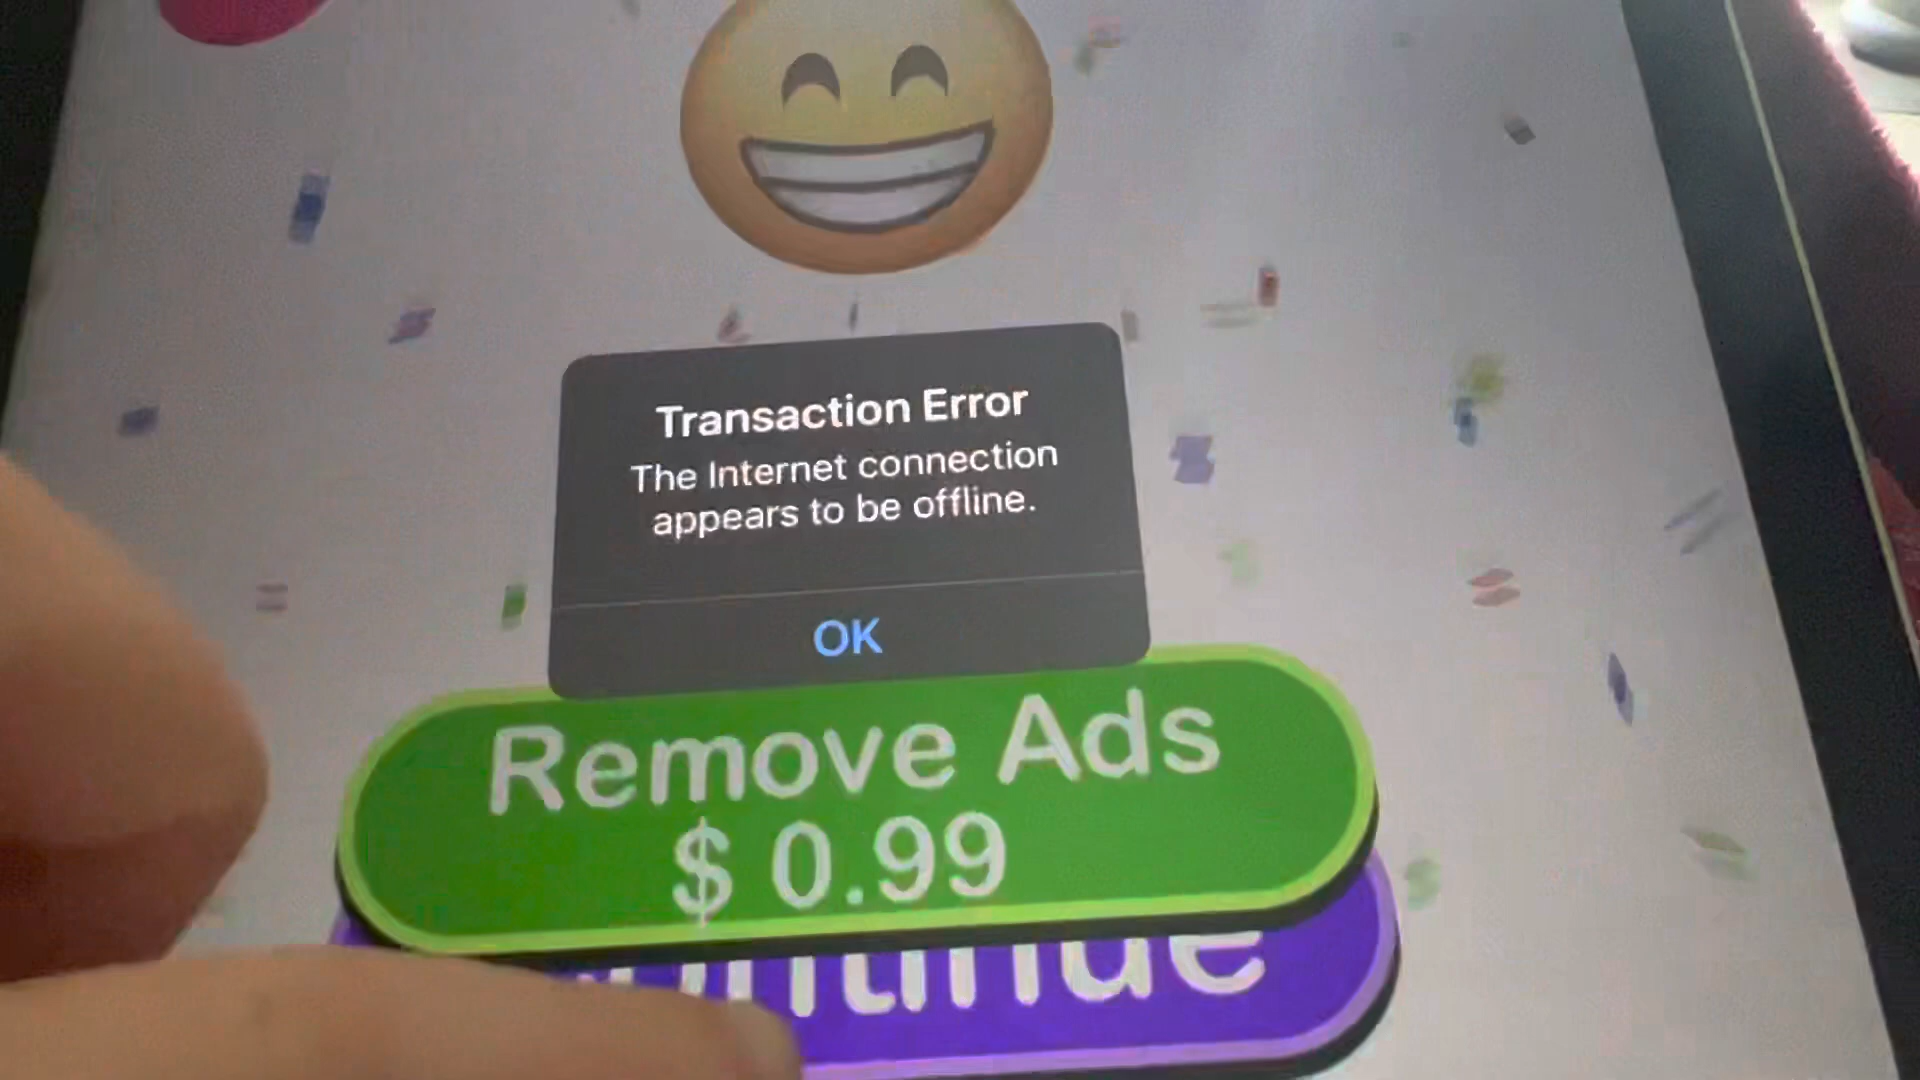 Transaction Error
The Internet connection
appears to be offline.
OK
Remove Ads
$ 0.99